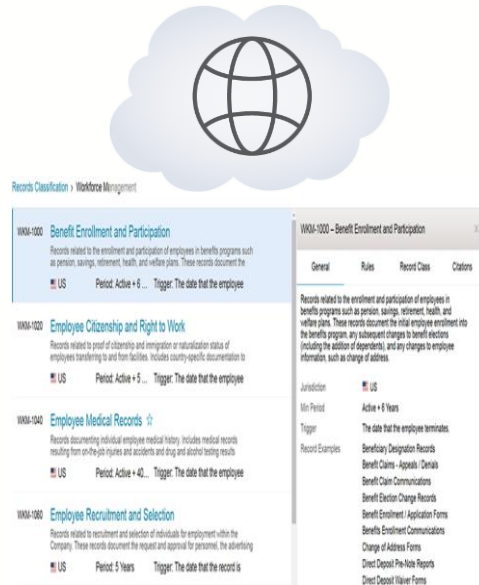 Records Classification > Workforce Management
WKM-1000 Benefit Enrollment and Participation
Records related to the enrollment and participation of employees in benefits programs such
as pension, savings, retirement, health, and welfare plans. These records document the
US Period: Active + 6 ... Trigger: The date that the employee
WKM-1020 Employee Citizenship and Right to Work
Records related to proof of citizenship and immigration or naturalization status of
employees transferring to and from facilities. Includes country-specific documentation to
US Period: Active + 5 ... Trigger: The date that the employee
WKM-1040 Employee Medical Records
Records documenting individual employee medical history. Includes medical records
resulting from on-the-job injuries and accidents and drug and alcohol testing results
US Period: Active + 40... Trigger: The date that the employee
WKM-1060 Employee Recruitment and Selection
Records related to recruitment and selection of individuals for employment within the
Company. These records document the request and approval for personnel, the advertising
US Period: 5 Years Trigger: The date that the record is
WKM-1000 – Benefit Enrollment and Participation X
General Rules Record Class Citations
Records related to the enrollment and participation of employees in
benefits programs such as pension, savings, retirement, health, and
welfare plans. These records document the initial employee enrollment into
the benefits program, any subsequent changes to benefit elections
(including the addition of dependents), and any changes to employee
information, such as change of address.
Jurisdiction US
Min Period Active + 6 Years
Trigger The date that the employee terminates.
Record Examples Beneficiary Designation Records
Benefit Claims - Appeals / Denials
Benefit Claim Communications
Benefit Election Change Records
Benefit Enrollment / Application Forms
Benefits Enrollment Communications
Change of Address Forms
Direct Deposit Pre-Note Reports
Direct Deposit Waiver Forms